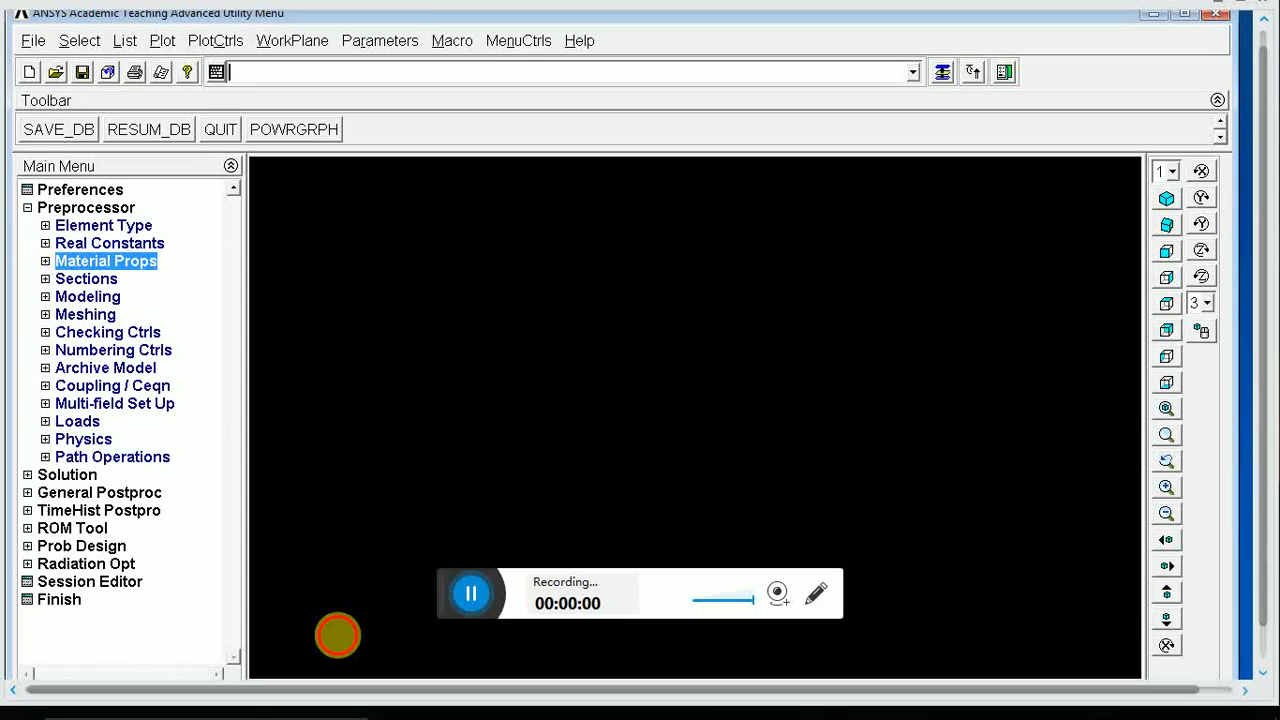 ANSYS Academic Teaching Advanced Utility Menu
File Select List Plot PlotCtrls WorkPlane Parameters Macro MenuCtrls Help
Toolbar
SAVE_DB RESUM_DB QUIT POWRGRPH
Main Menu
1
Preferences
Preprocessor
Element Type
Real Constants
Material Props
Sections
Modeling
3
Meshing
Checking Ctrls
Numbering Ctrls
Archive Model
Coupling / Ceqn
Multi-field Set Up
Loads
Physics
Path Operations
Solution
General Postproc
TimeHist Postpro
ROM Tool
Prob Design
Radiation Opt
Session Editor
Finish
Recording...
00:00:00